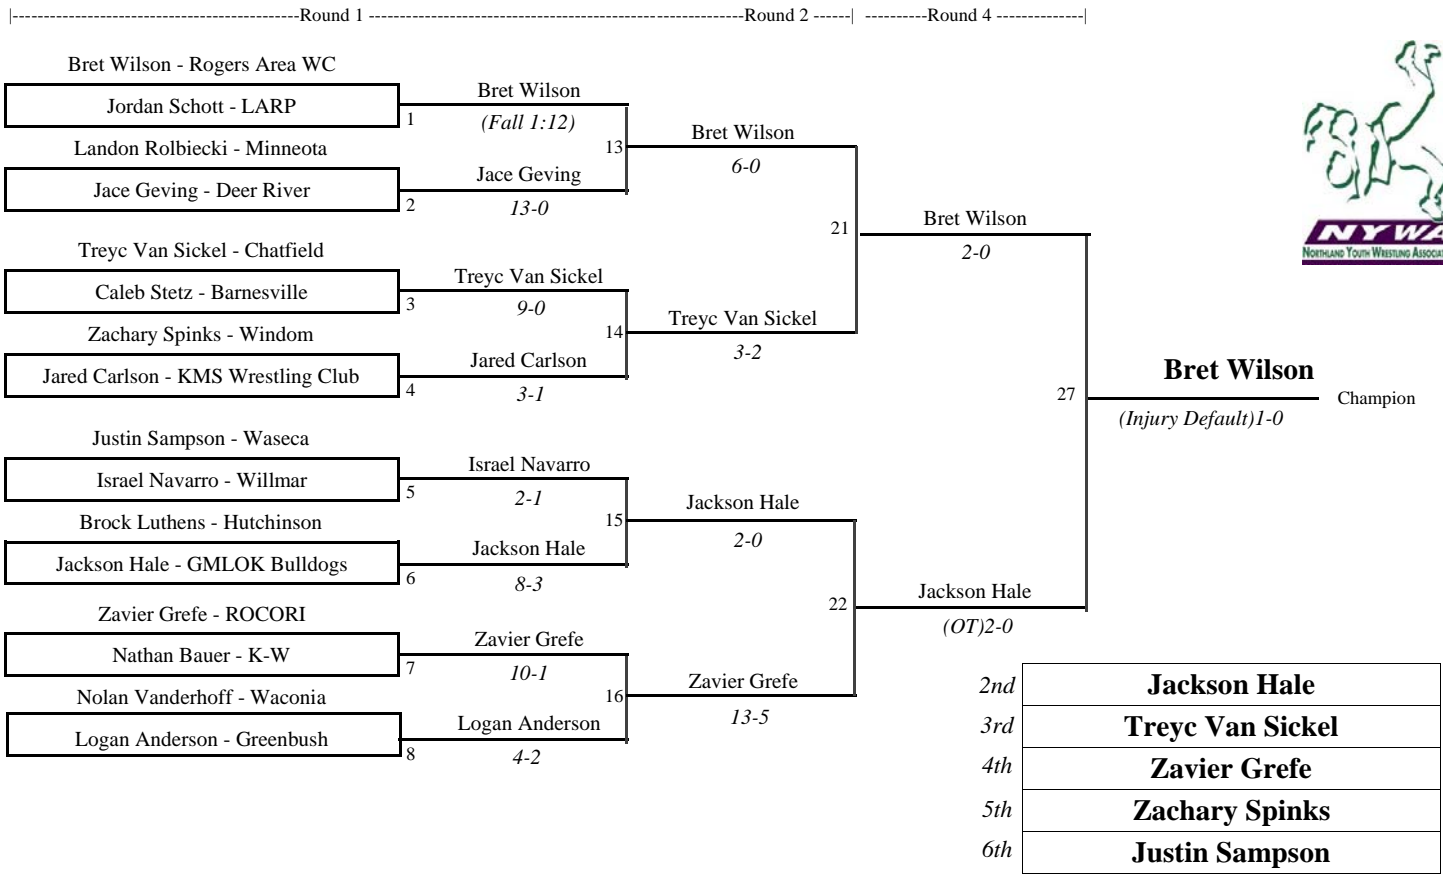 |-----------------------------------------Round 1 ------------------------------------------------------Round 2 ------| ----------Round 4 --------------|
Bret Wilson - Rogers Area WC
Jordan Schott - LARP
1
Bret Wilson
(Fall 1:12)
Landon Rolbiecki - Minneota
Jace Geving - Deer River
2
Jace Geving
13-0
13
Bret Wilson
6-0
Treyc Van Sickel - Chatfield
Caleb Stetz - Barnesville
3
Treyc Van Sickel
9-0
Zachary Spinks - Windom
Jared Carlson - KMS Wrestling Club
4
Jared Carlson
3-1
14
Treyc Van Sickel
3-2
21
Bret Wilson
2-0
Justin Sampson - Waseca
Israel Navarro - Willmar
5
Israel Navarro
2-1
Brock Luthens - Hutchinson
Jackson Hale - GMLOK Bulldogs
6
Jackson Hale
8-3
15
Jackson Hale
2-0
Zavier Grefe - ROCORI
Nathan Bauer - K-W
7
Zavier Grefe
10-1
Nolan Vanderhoff - Waconia
Logan Anderson - Greenbush
8
Logan Anderson
4-2
16
Zavier Grefe
13-5
22
Jackson Hale
(OT)2-0
27
Bret Wilson
(Injury Default)1-0
Champion
NYWA
NORTHLAND YOUTH WRESTLING ASSOCIAT
2nd Jackson Hale
3rd Treyc Van Sickel
4th Zavier Grefe
5th Zachary Spinks
6th Justin Sampson